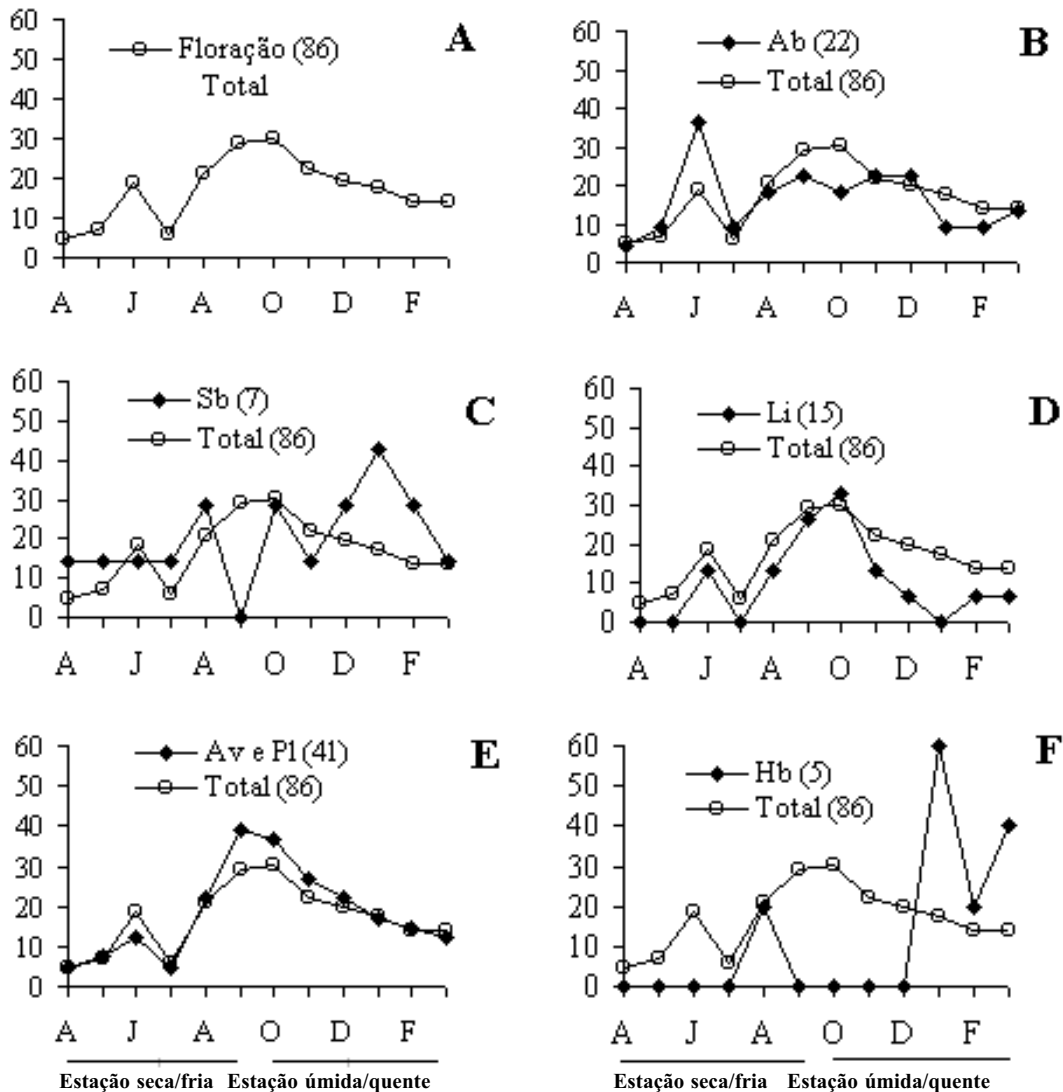 60
50
40
30
20
10
0
Floração (86)
Total
A
A J A O D F
60
50
40
30
20
10
0
Ab (22)
Total (86)
B
A J A O D F
60
50
40
30
20
10
0
Sb (7)
Total (86)
C
A J A O D F
60
50
40
30
20
10
0
Li (15)
Total (86)
D
A J A O D F
60
50
40
30
20
10
0
Av e Pl (41)
Total (86)
E
A J A O D F
Estação seca/fria Estação úmida/quente
60
50
40
30
20
10
0
Hb (5)
Total (86)
F
A J A O D F
Estação seca/fria Estação úmida/quente